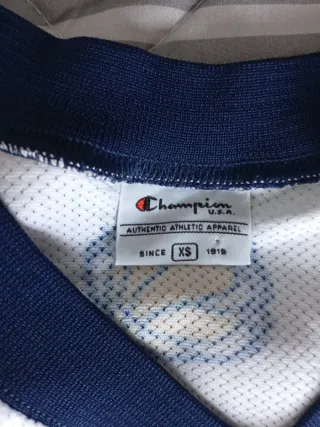 Champion
U.S.A.
AUTHENTIC ATHLETIC APPAREL
SINCE XS 1919